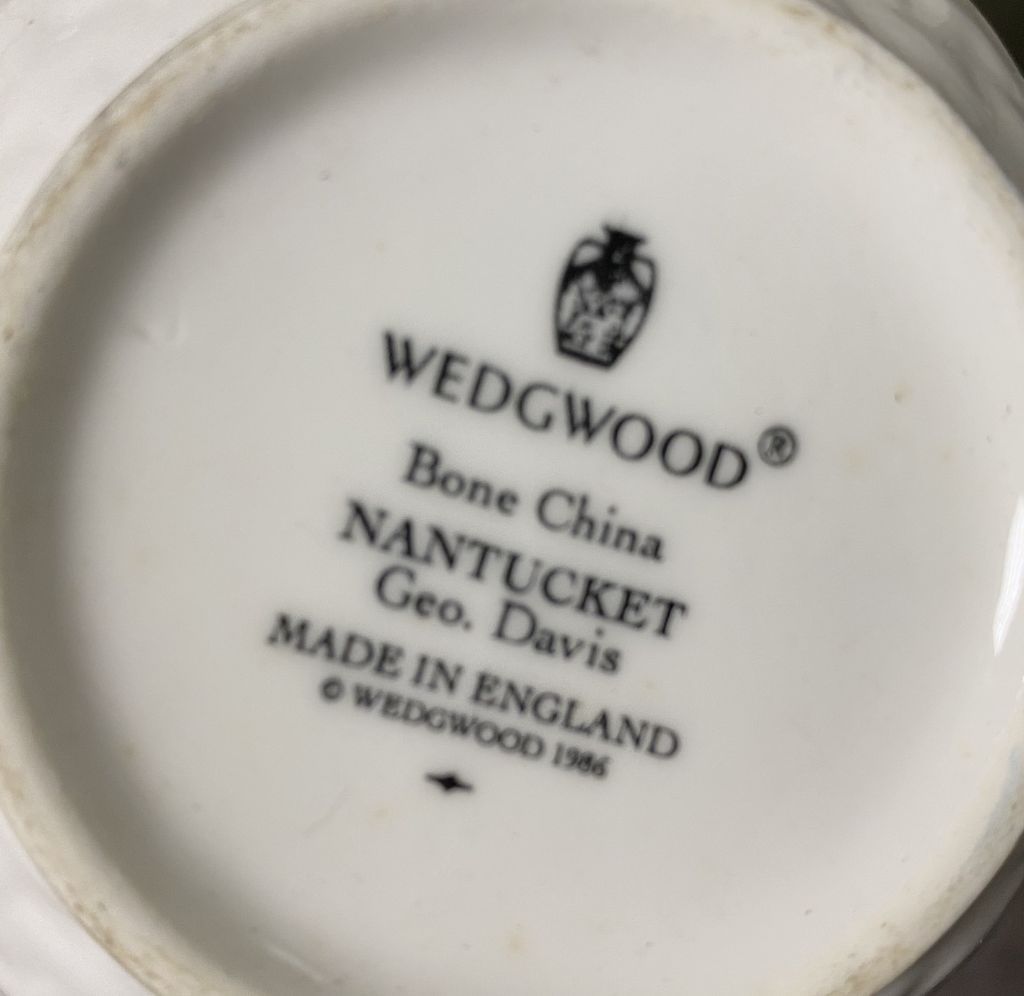 WEDGWOOD®
Bone China
NANTUCKET
Geo. Davis
MADE IN ENGLAND
© WEDGWOOD 1986